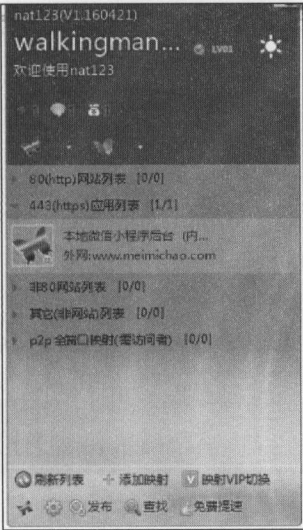 nat123(V1.160421)
walkingman... LV01
欢迎使用nat123
80(http)网站列表 [0/0]
443(https)应用列表 [1/1]
本地微信小程序后台 (内...
外网:www.meimichao.com
非80网站列表 [0/0]
其它(非网站)列表 [0/0]
p2p全端口映射(需访问者) [0/0]
刷新列表 添加映射 V 映射VIP切换
发布 查找 免费提速